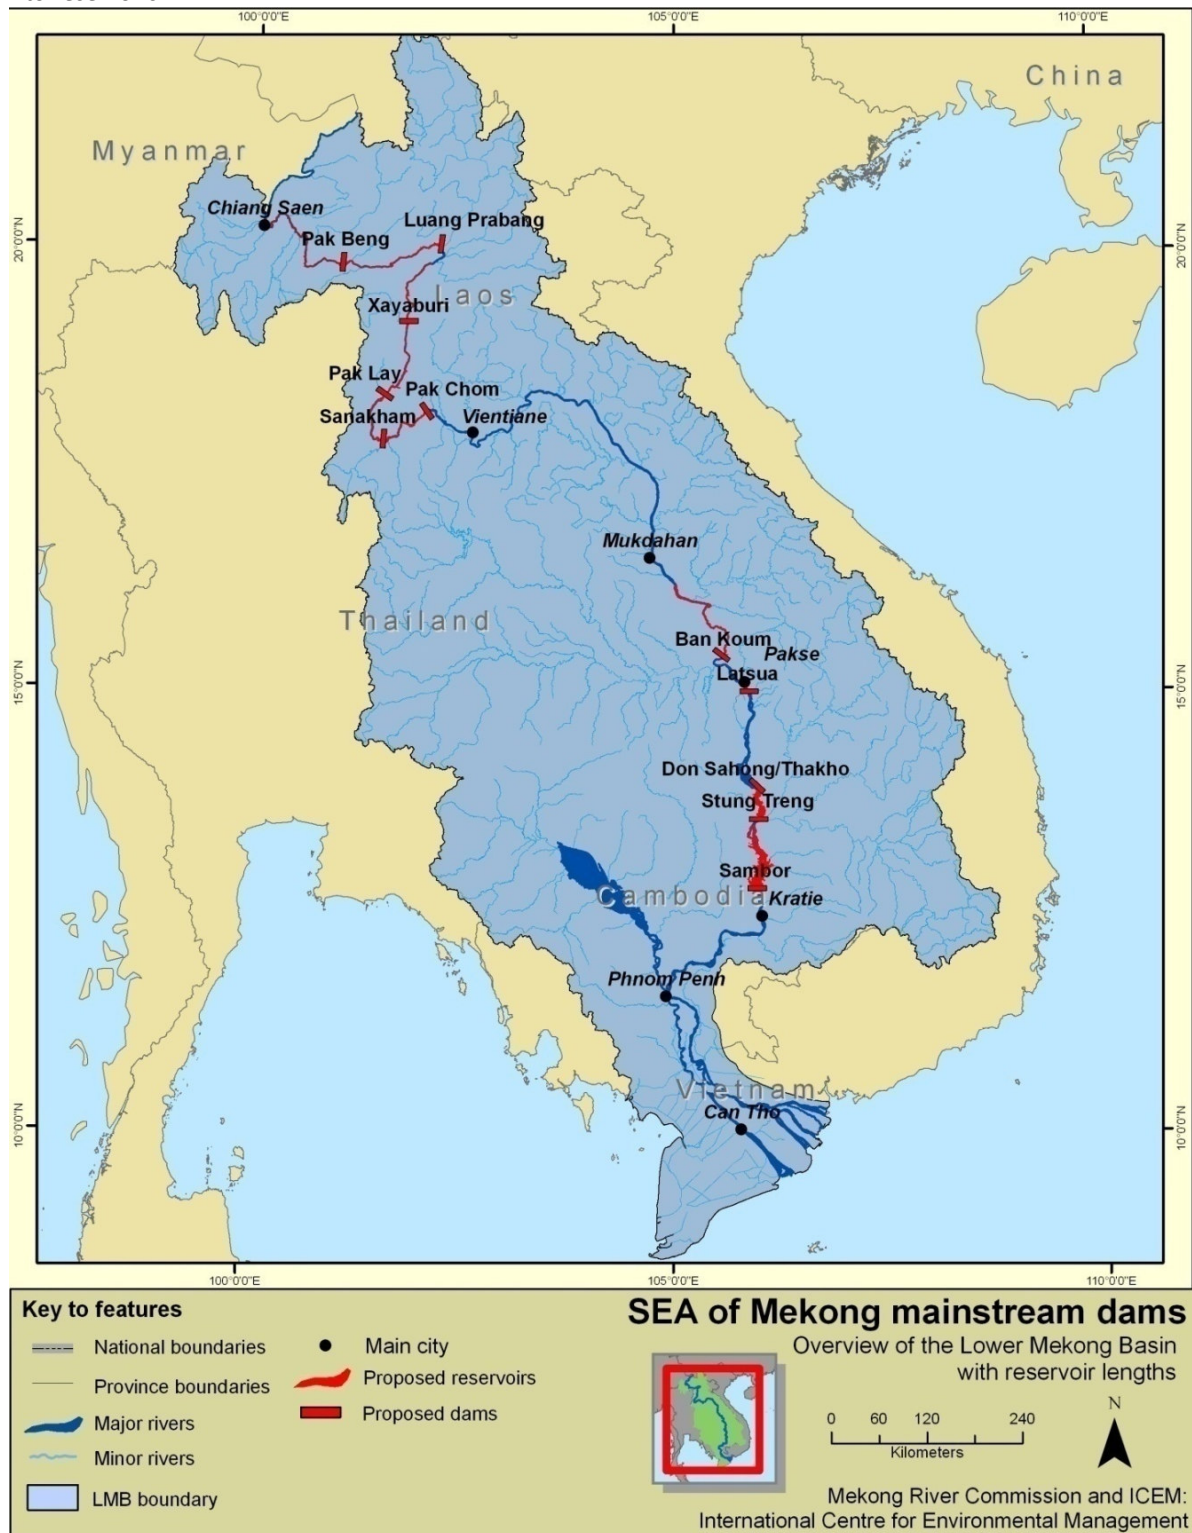 100°0'0"E
105°0'0"E
110°0'0"E
China
Myanmar
Chiang Saen
Luang Prabang
Pak Beng
20°0'0"N
20°0'0"N
Laos
Xayaburi
Pak Lay
Pak Chom
Sanakham
Vientiane
Mukdahan
Thailand
Ban Koum
Pakse
Latsua
15°0'0"N
15°0'0"N
Don Sahong/Thakho
Stung Treng
Sambor
Cambodia
Kratie
Phnom Penh
Vietnam
Can Tho
10°0'0"N
10°0'0"N
100°0'0"E
105°0'0"E
110°0'0"E
Key to features
National boundaries
Province boundaries
Major rivers
Minor rivers
LMB boundary
Main city
Proposed reservoirs
Proposed dams
SEA of Mekong mainstream dams
Overview of the Lower Mekong Basin
with reservoir lengths
N
0 60 120 240
Kilometers
Mekong River Commission and ICEM:
International Centre for Environmental Management